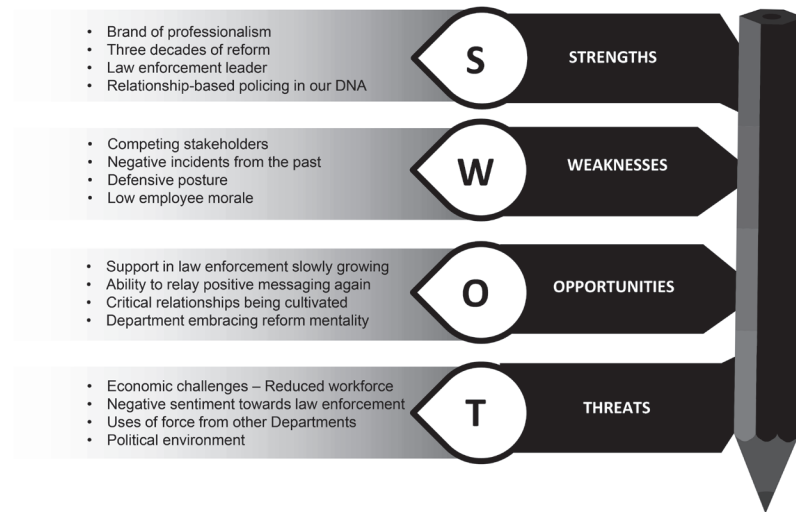 • Brand of professionalism
• Three decades of reform
• Law enforcement leader
• Relationship-based policing in our DNA
S
STRENGTHS
• Competing stakeholders
• Negative incidents from the past
• Defensive posture
• Low employee morale
W
WEAKNESSES
• Support in law enforcement slowly growing
• Ability to relay positive messaging again
• Critical relationships being cultivated
• Department embracing reform mentality
O
OPPORTUNITIES
• Economic challenges – Reduced workforce
• Negative sentiment towards law enforcement
• Uses of force from other Departments
• Political environment
T
THREATS